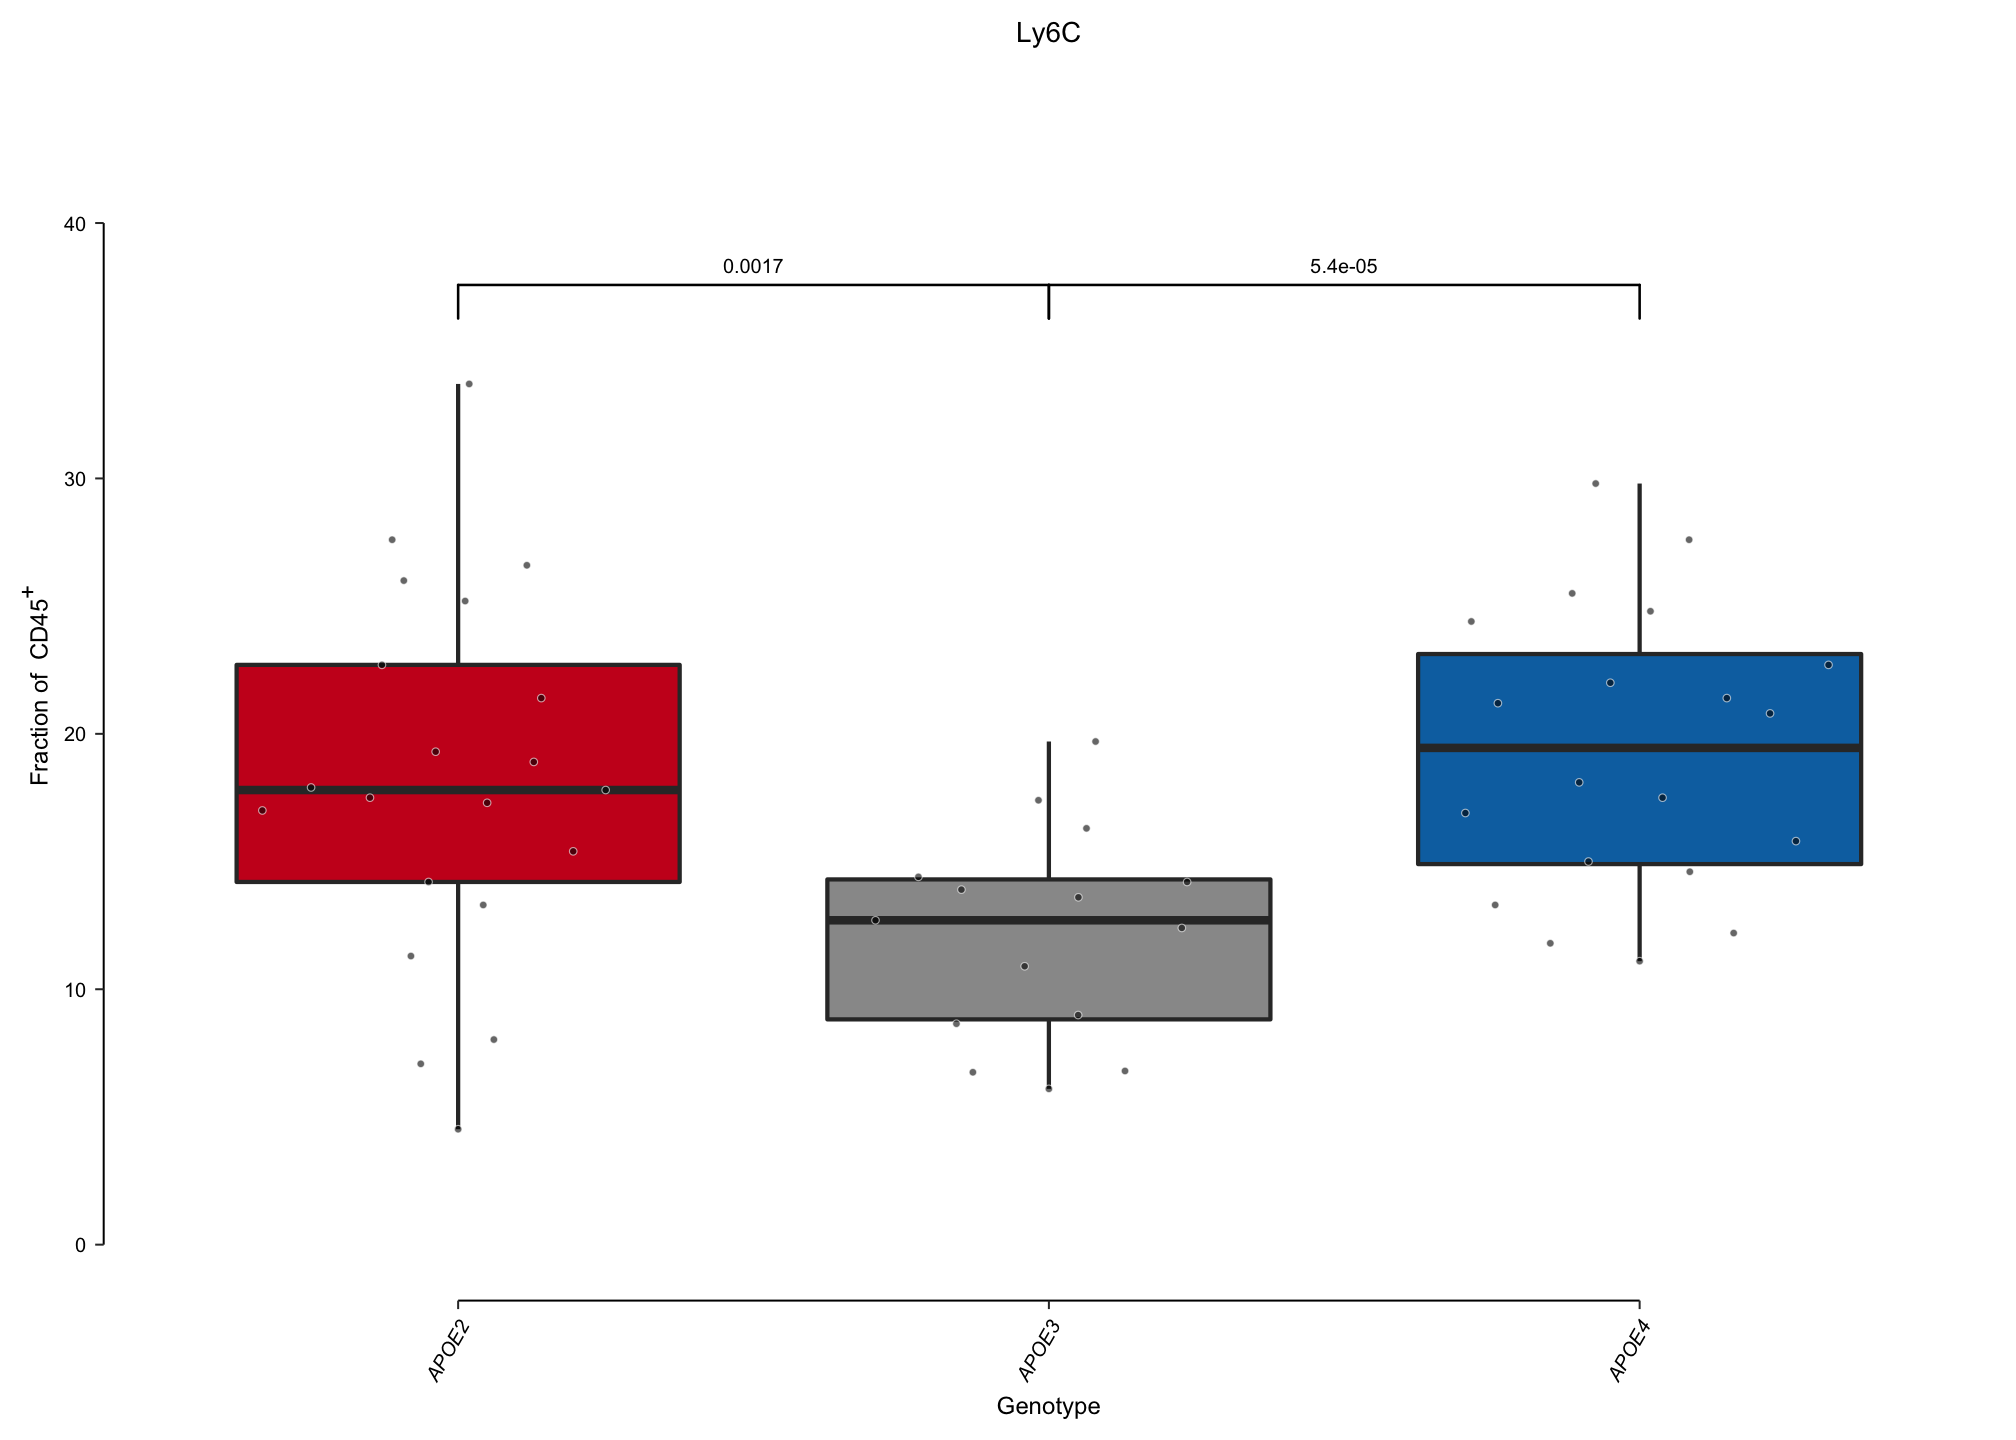 Ly6C
40
0.0017
5.4e-05
30
Fraction of CD45⁺
20
10
0
APOE2
APOE3
APOE4
Genotype